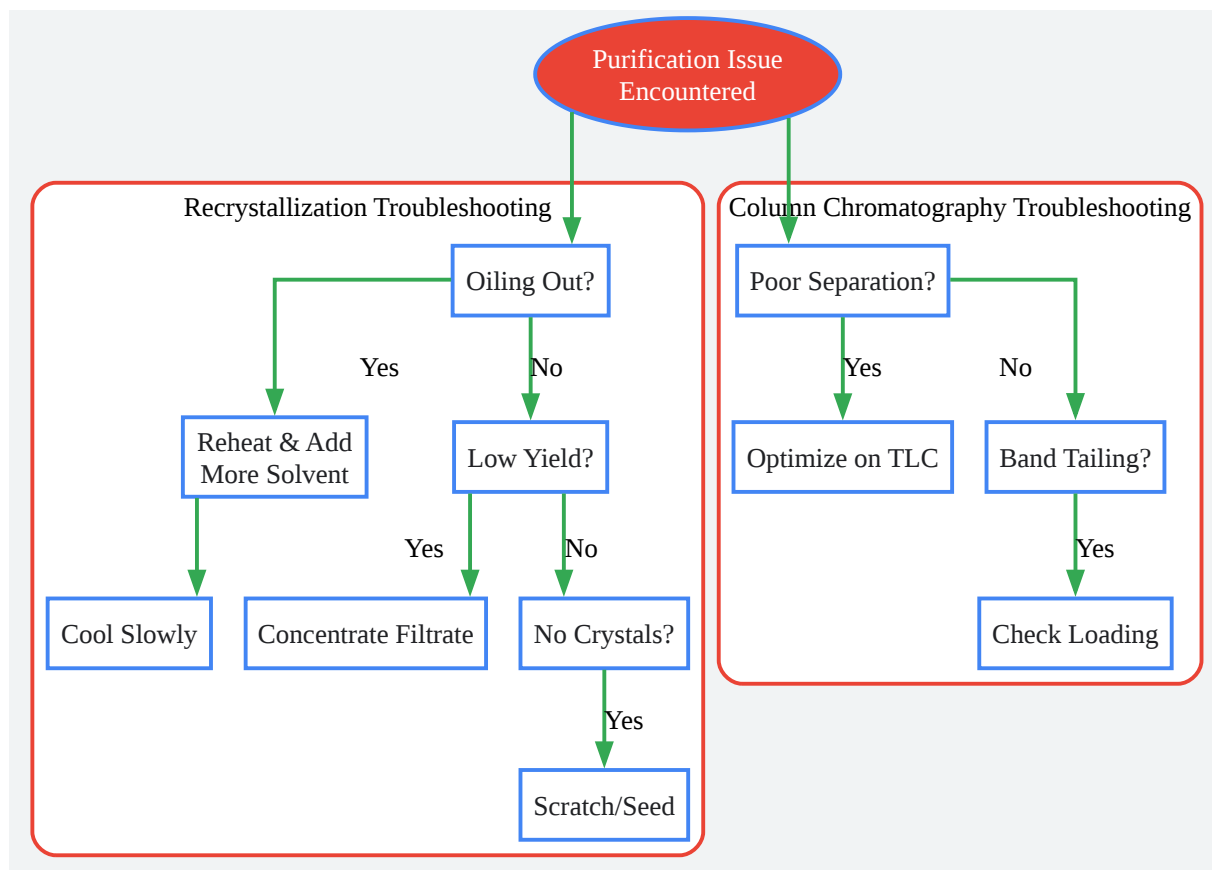 Purification Issue
Encountered
Recrystallization Troubleshooting
Column Chromatography Troubleshooting
Oiling Out?
Poor Separation?
Yes
No
Yes
No
Reheat & Add
More Solvent
Low Yield?
Optimize on TLC
Band Tailing?
Yes
No
Yes
Cool Slowly
Concentrate Filtrate
No Crystals?
Check Loading
Yes
Scratch/Seed